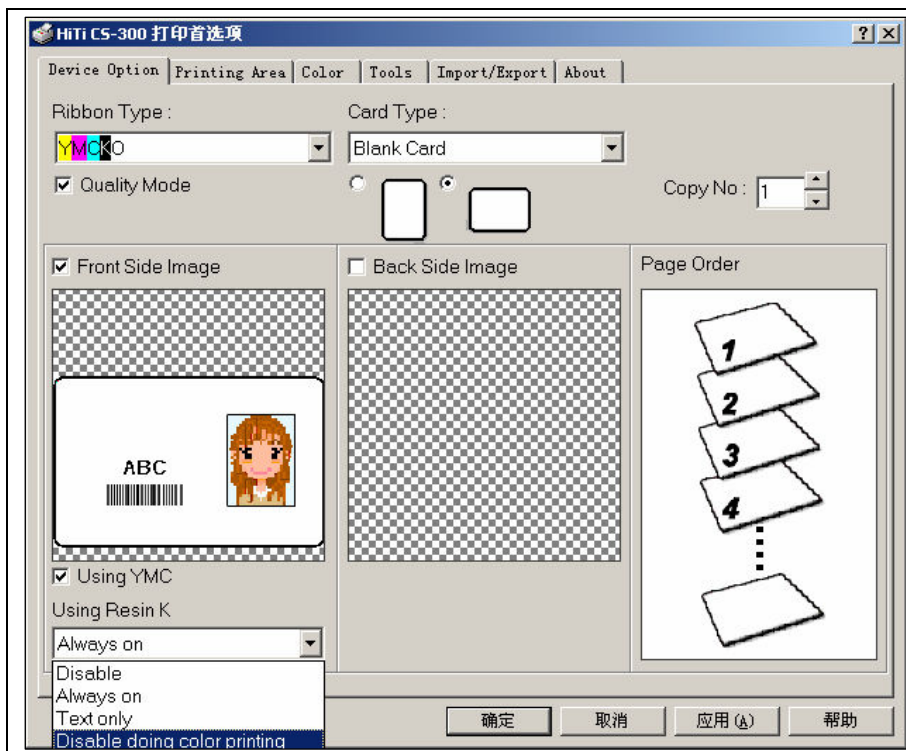 HiTi CS-300 打印首选项
Device Option Printing Area Color Tools Import/Export About
Ribbon Type : Card Type :
YMCKO Blank Card
Quality Mode Copy No : 1
Front Side Image Back Side Image Page Order
1
2
3
4
ABC
Using YMC
Using Resin K
Always on
Disable
Always on
Text only
Disable doing color printing
确定 取消 应用(A) 帮助